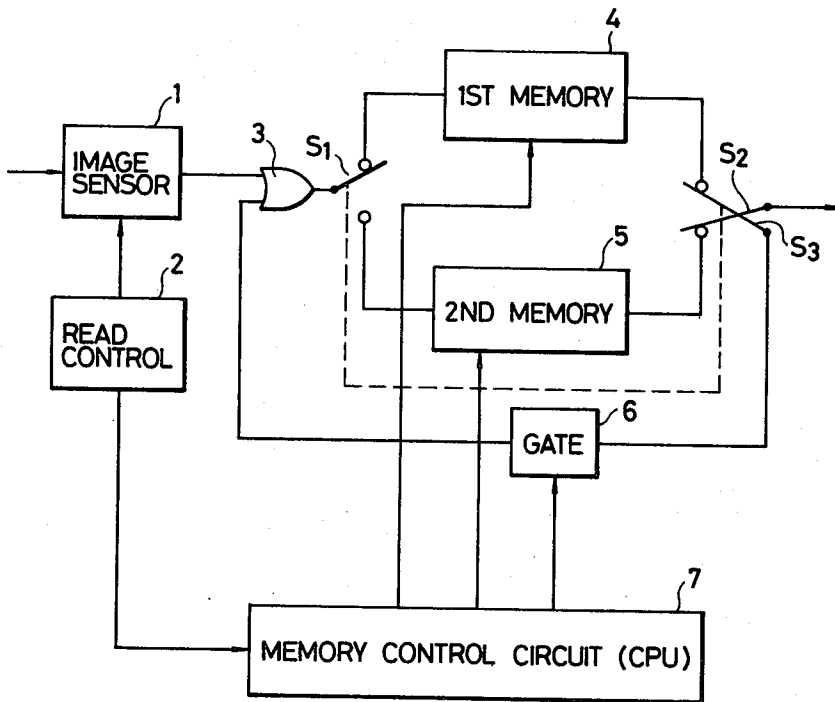 1
IMAGE
SENSOR
2
READ
CONTROL
3
S1
4
1ST MEMORY
5
2ND MEMORY
S2
S3
6
GATE
7
MEMORY CONTROL CIRCUIT (CPU)